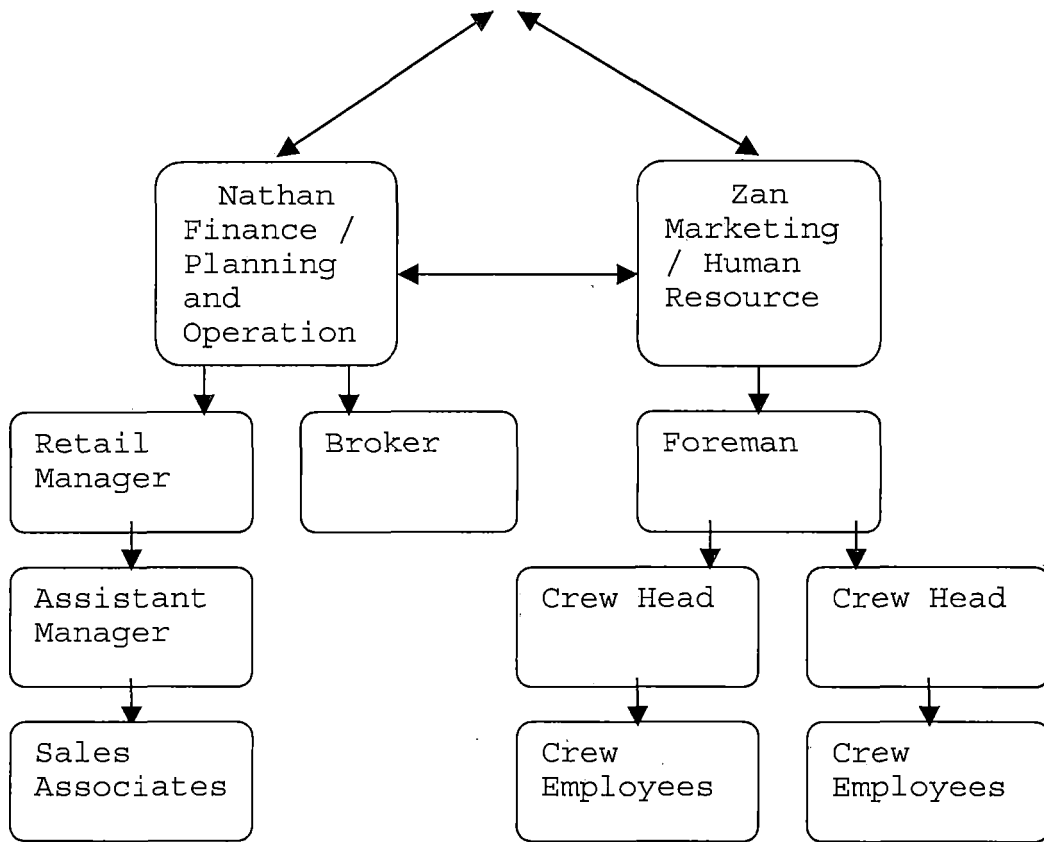 Nathan
Finance /
Planning
and
Operation
Zan
Marketing
/ Human
Resource
Retail
Manager
Broker
Foreman
Assistant
Manager
Crew Head
Crew Head
Sales
Associates
Crew
Employees
Crew
Employees